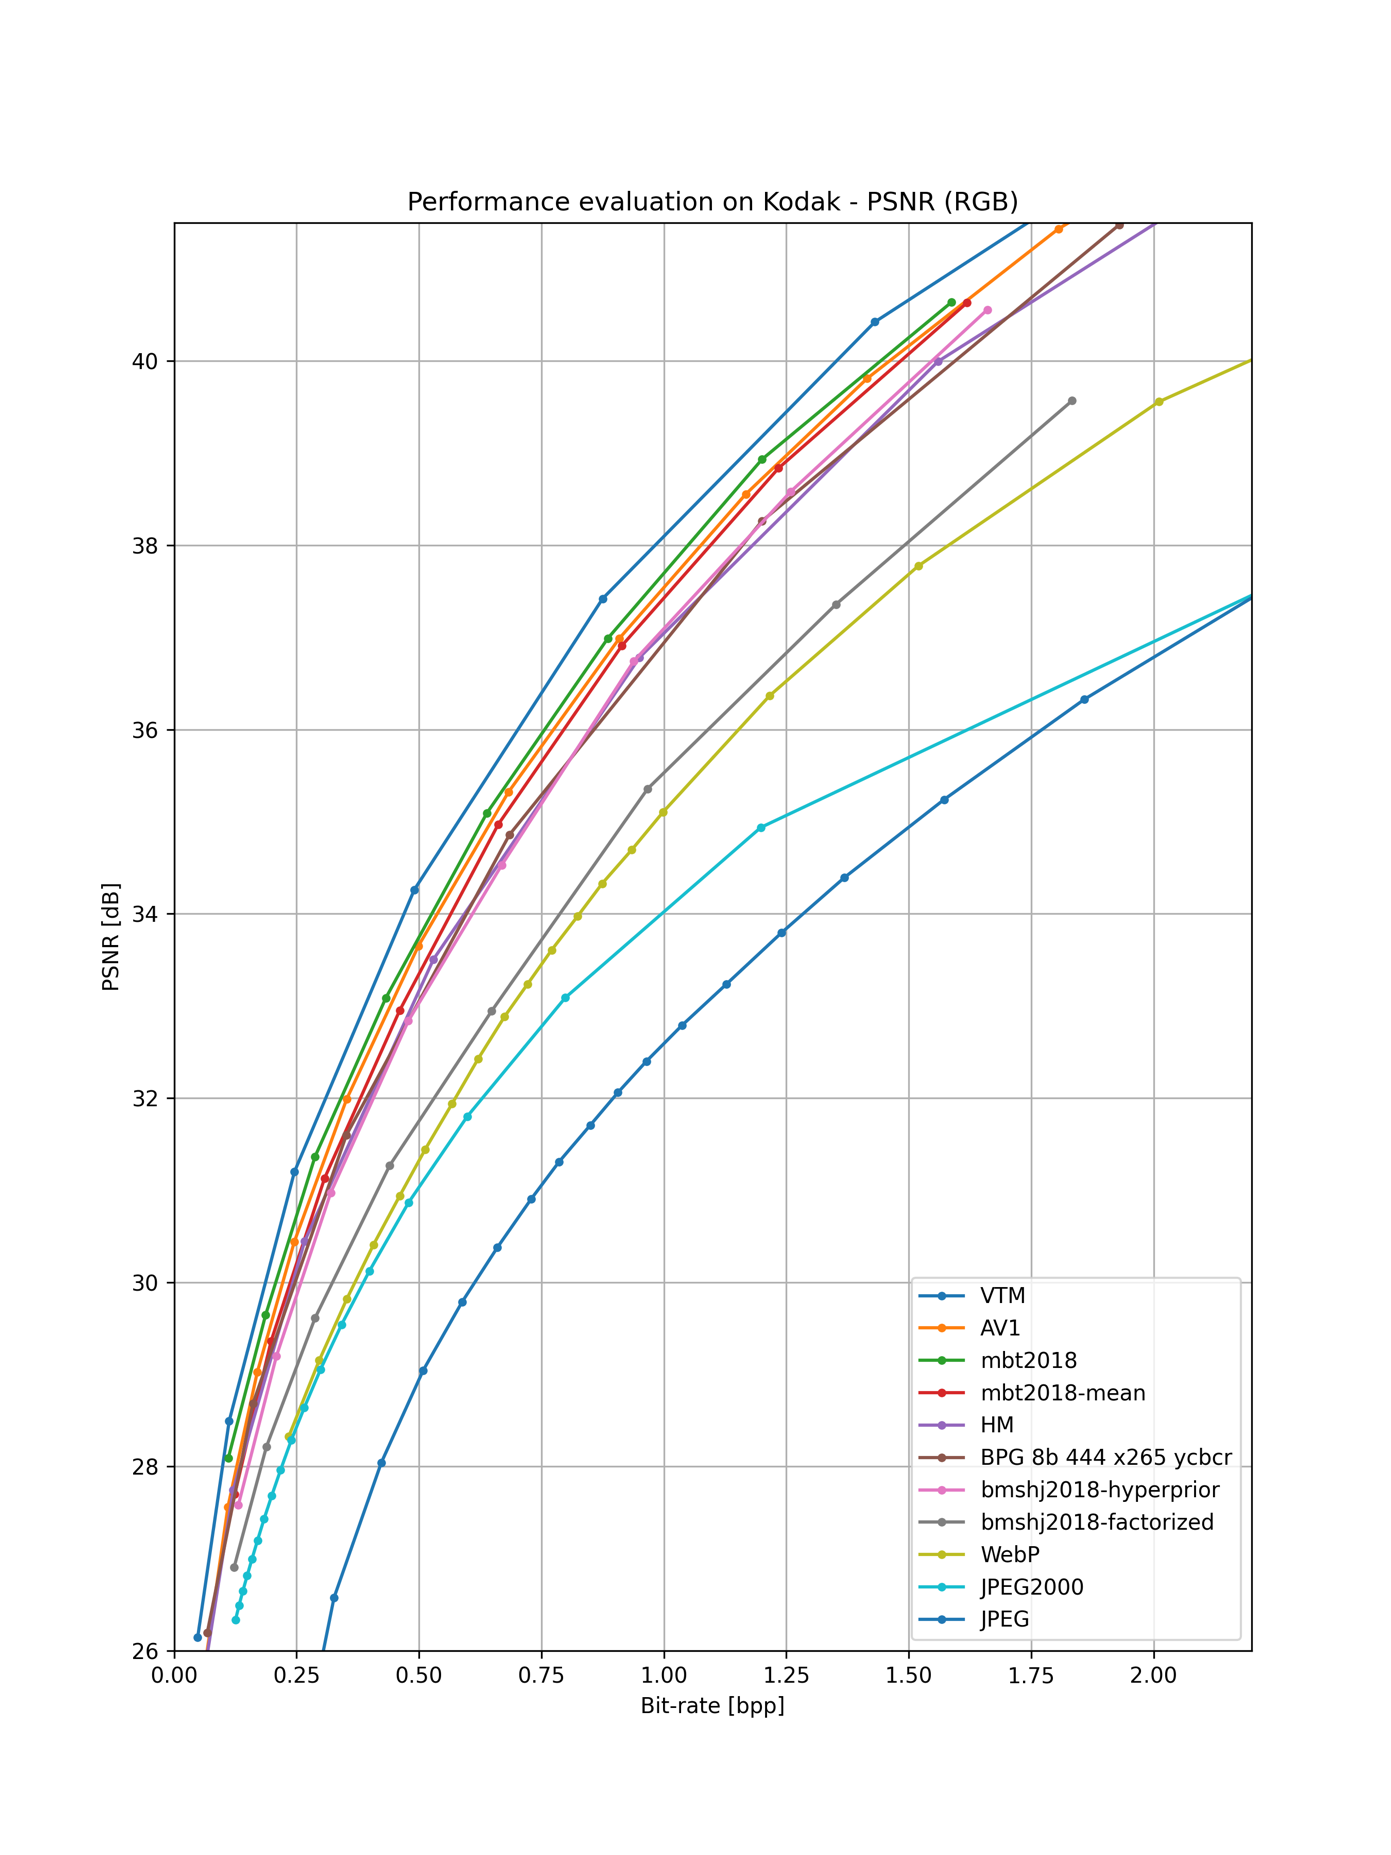 Performance evaluation on Kodak - PSNR (RGB)
40
38
36
34
32
30
28
26
PSNR [dB]
VTM
AV1
mbt2018
mbt2018-mean
HM
BPG 8b 444 x265 ycbcr
bmshj2018-hyperprior
bmshj2018-factorized
WebP
JPEG2000
JPEG
0.00 0.25 0.50 0.75 1.00 1.25 1.50 1.75 2.00
Bit-rate [bpp]